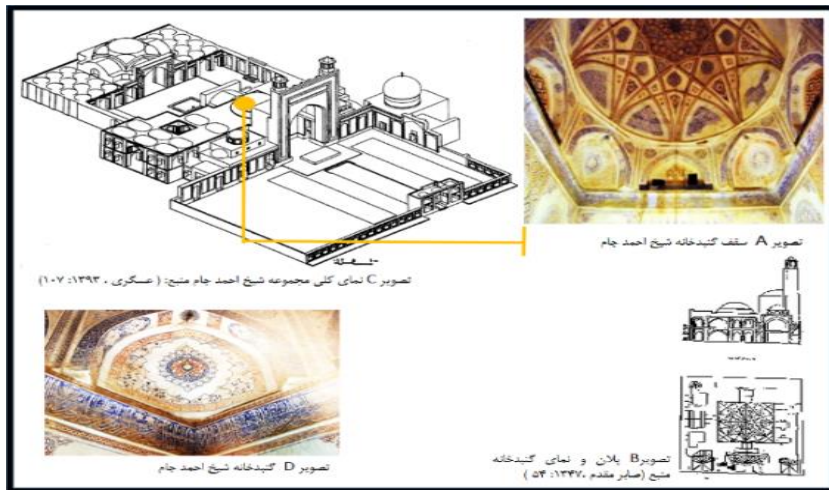 تصویر A سقف گنبدخانه شیخ احمد جام
تصویر C نمای کلی مجموعه شیخ احمد جام منبع: (عسگری ، ۱۳۹۳: ۱۰۷)
تصویرB پلان و نمای گنبدخانه
منبع (صابر مقدم ،۱۳۴۷: ۵۴ )
تصویر D گنبدخانه شیخ احمد جام